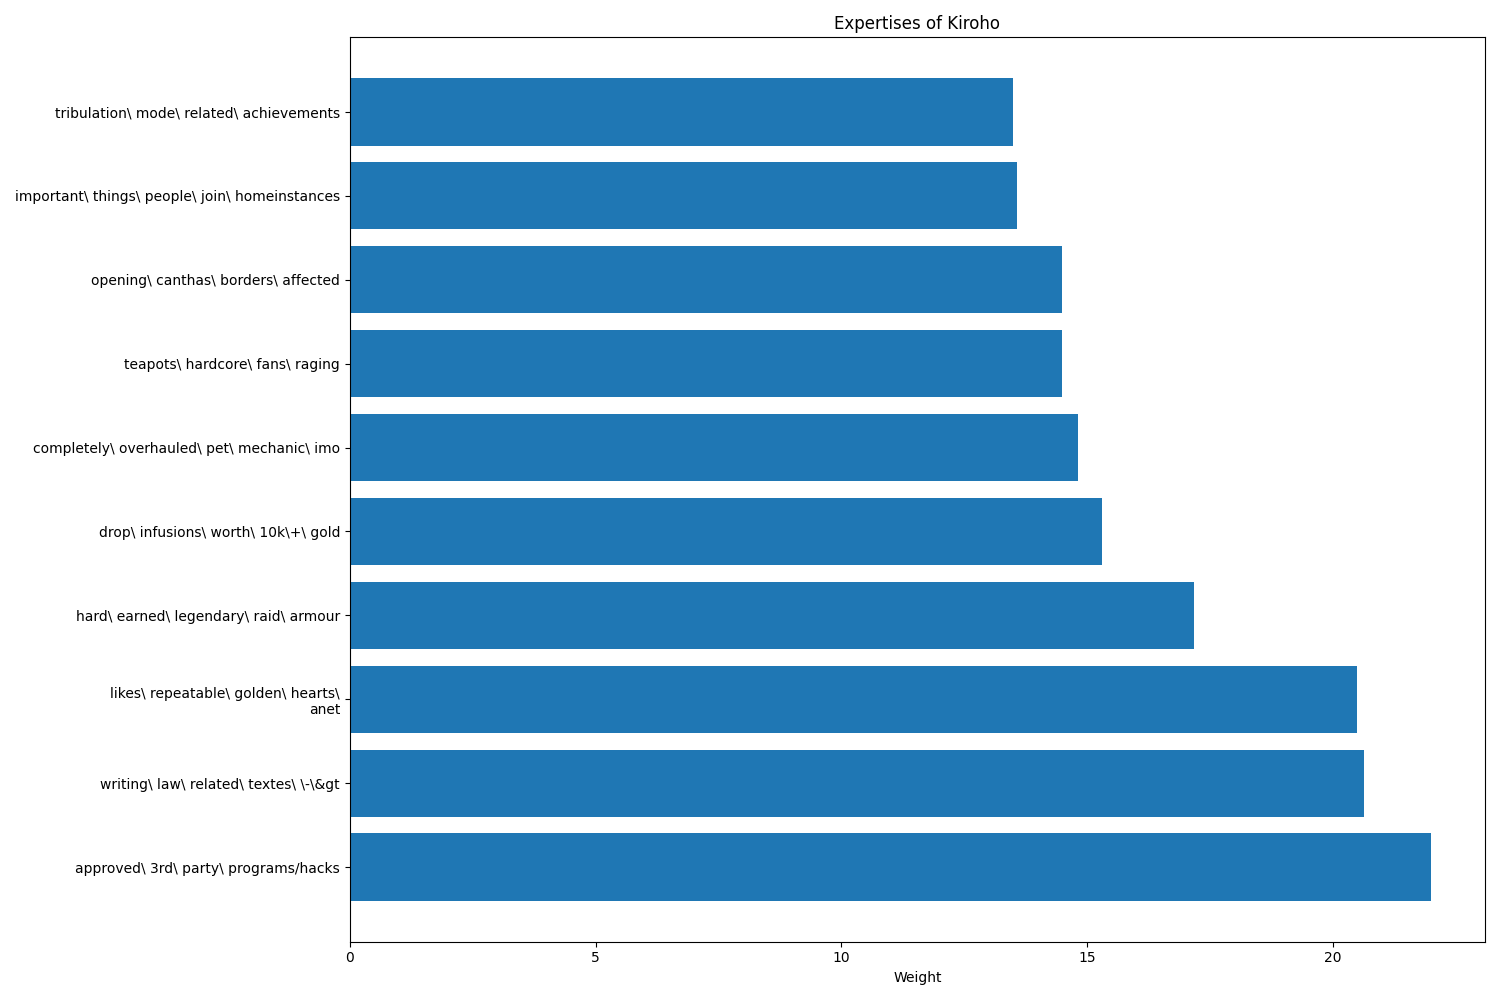 Expertises of Kiroho
tribulation\ mode\ related\ achievements
important\ things\ people\ join\ homeinstances
opening\ canthas\ borders\ affected
teapots\ hardcore\ fans\ raging
completely\ overhauled\ pet\ mechanic\ imo
drop\ infusions\ worth\ 10k\+\ gold
hard\ earned\ legendary\ raid\ armour
likes\ repeatable\ golden\ hearts\
anet
writing\ law\ related\ textes\ \-\&gt
approved\ 3rd\ party\ programs/hacks
0 5 10 15 20
Weight